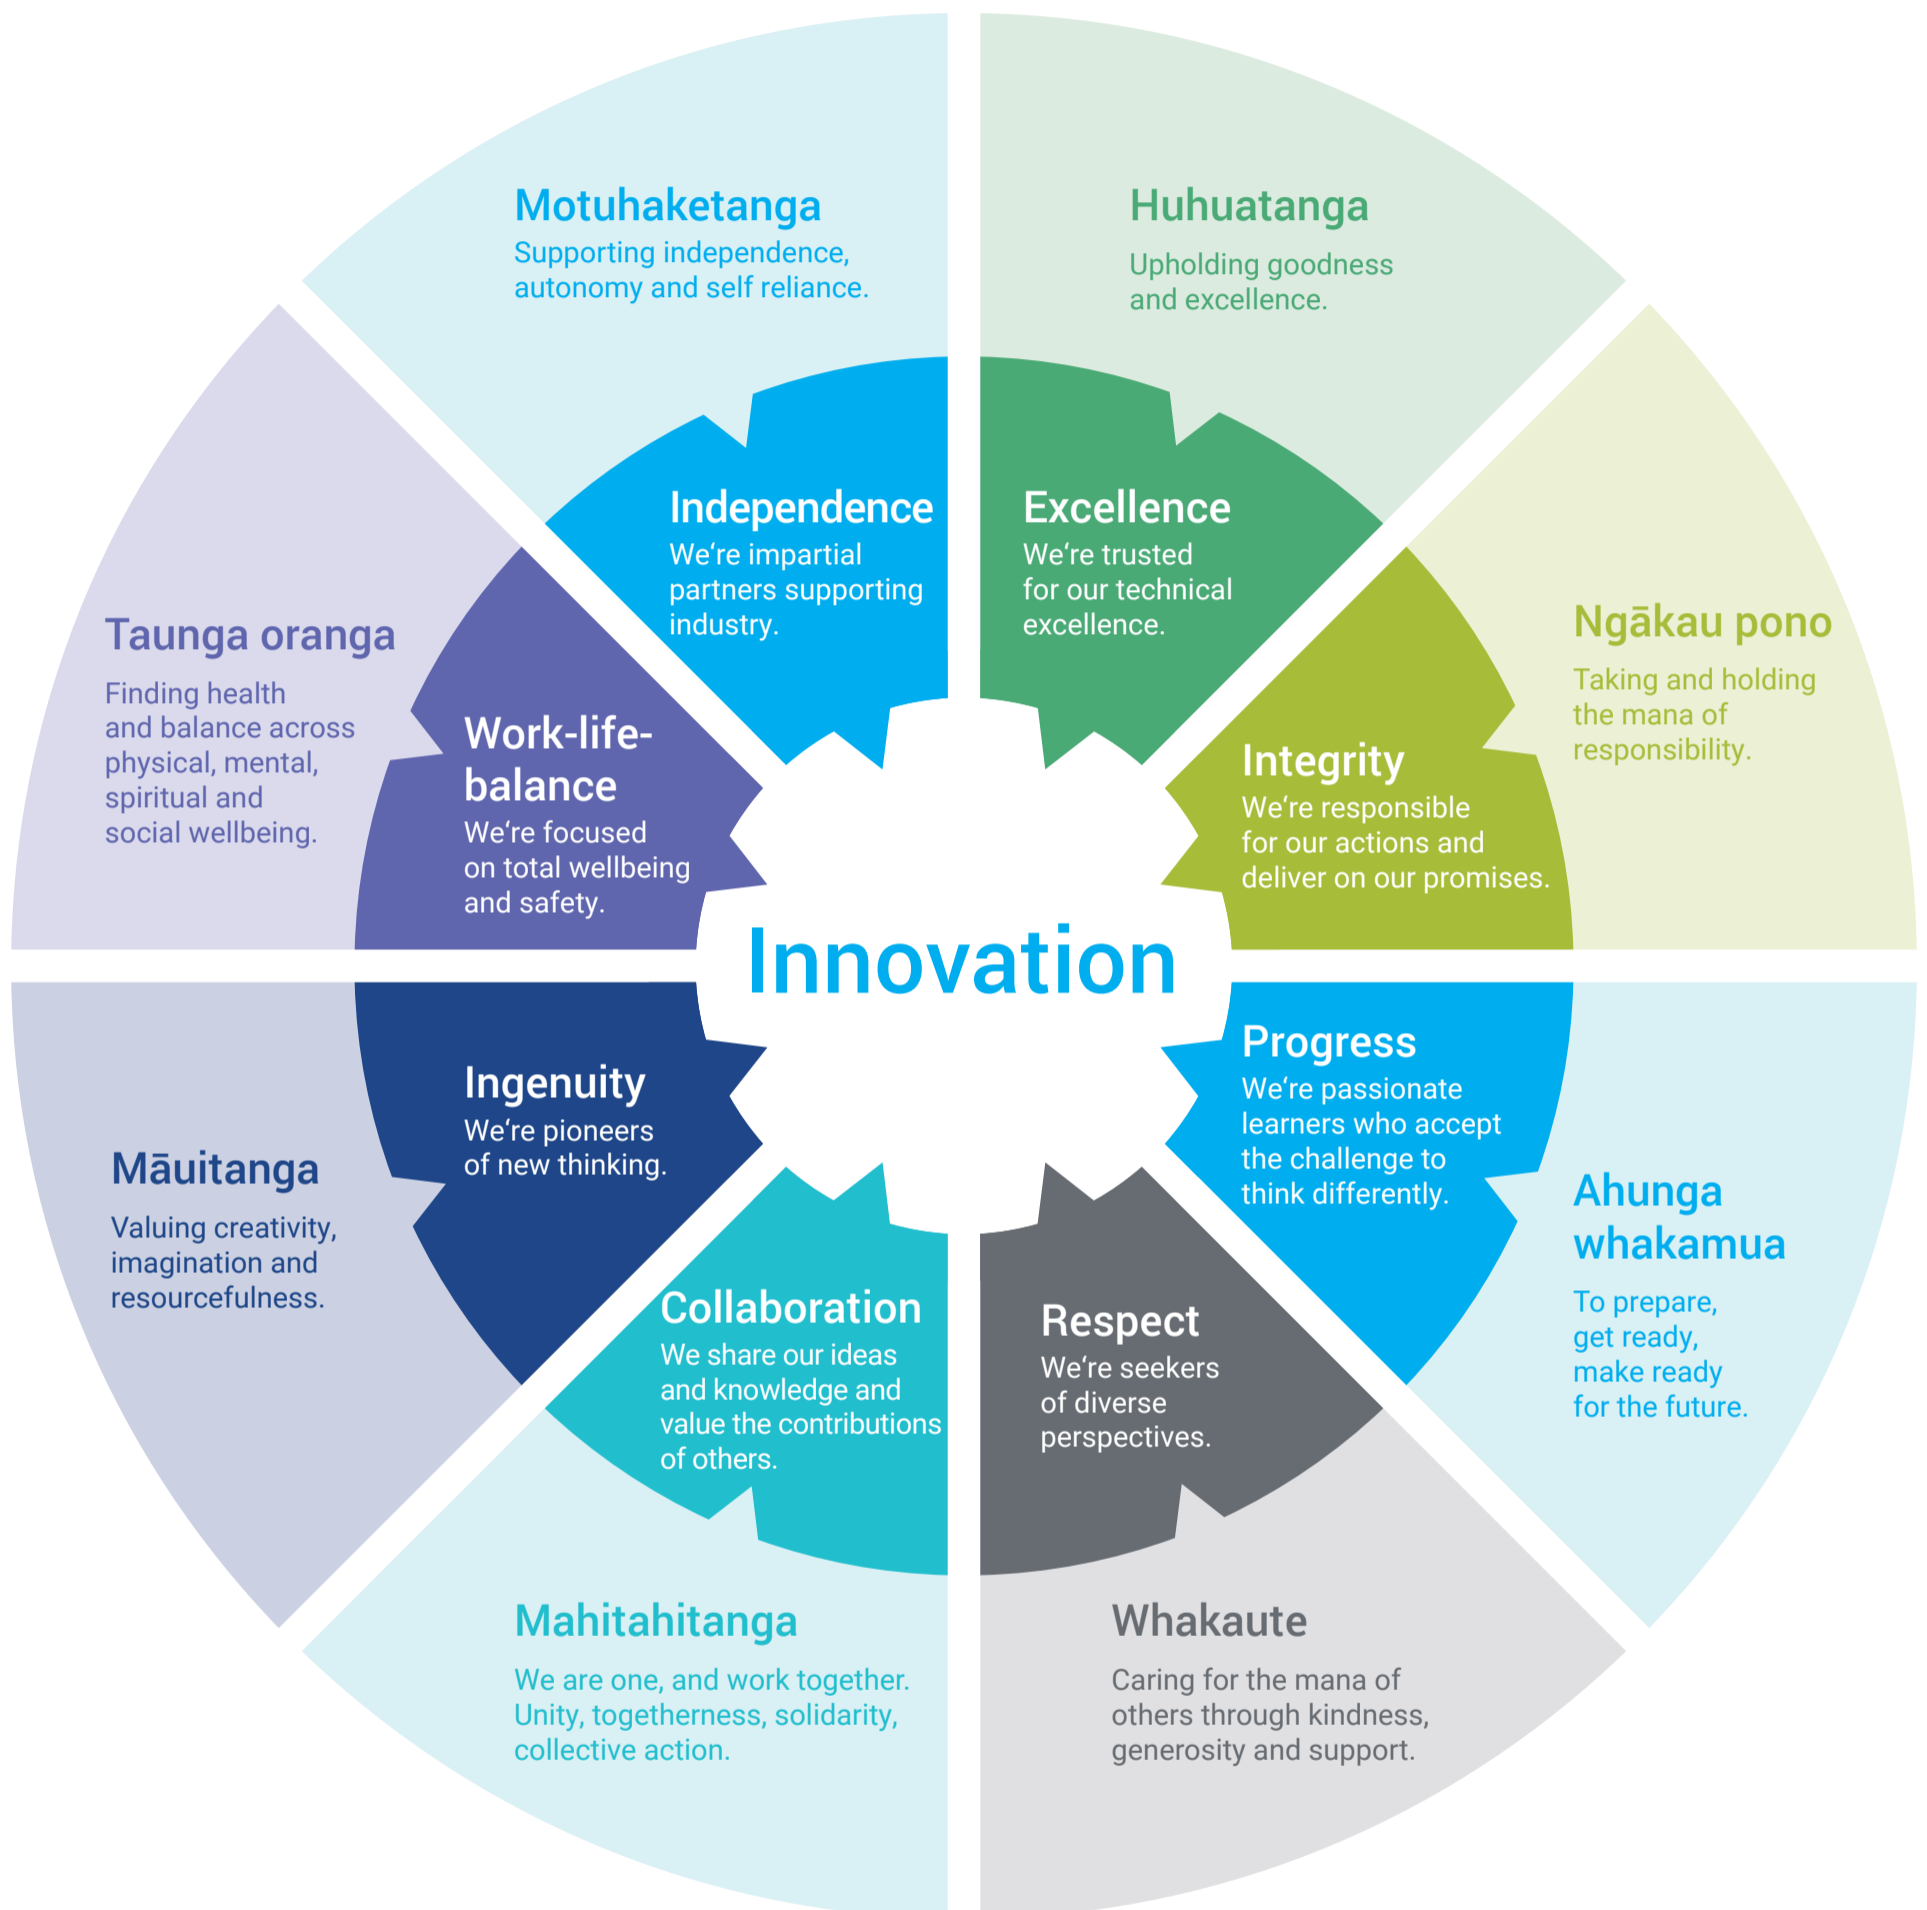 Motuhaketanga
Supporting independence,
autonomy and self reliance.
Huhuatanga
Upholding goodness
and excellence.
Independence
We‘re impartial
partners supporting
industry.
Excellence
We‘re trusted
for our technical
excellence.
Taunga oranga
Finding health
and balance across
physical, mental,
spiritual and
social wellbeing.
Work-life-
balance
We‘re focused
on total wellbeing
and safety.
Integrity
We‘re responsible
for our actions and
deliver on our promises.
Ngākau pono
Taking and holding
the mana of
responsibility.
Innovation
Māuitanga
Valuing creativity,
imagination and
resourcefulness.
Ingenuity
We‘re pioneers
of new thinking.
Progress
We‘re passionate
learners who accept
the challenge to
think differently.
Ahunga
whakamua
To prepare,
get ready,
make ready
for the future.
Collaboration
We share our ideas
and knowledge and
value the contributions
of others.
Respect
We‘re seekers
of diverse
perspectives.
Mahitahitanga
We are one, and work together.
Unity, togetherness, solidarity,
collective action.
Whakaute
Caring for the mana of
others through kindness,
generosity and support.